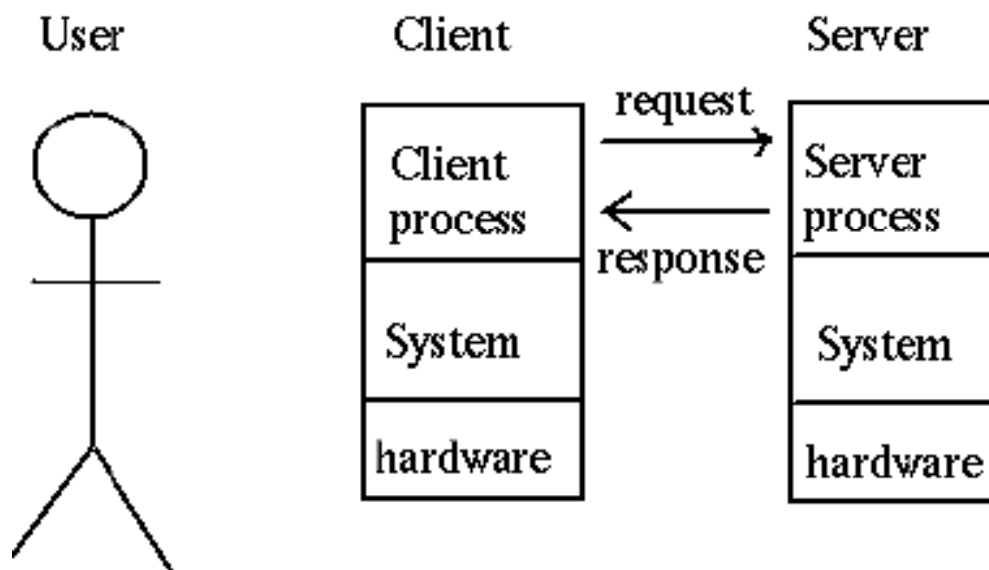 User
Client
Server
request
Client
process
Server
process
response
System
System
hardware
hardware